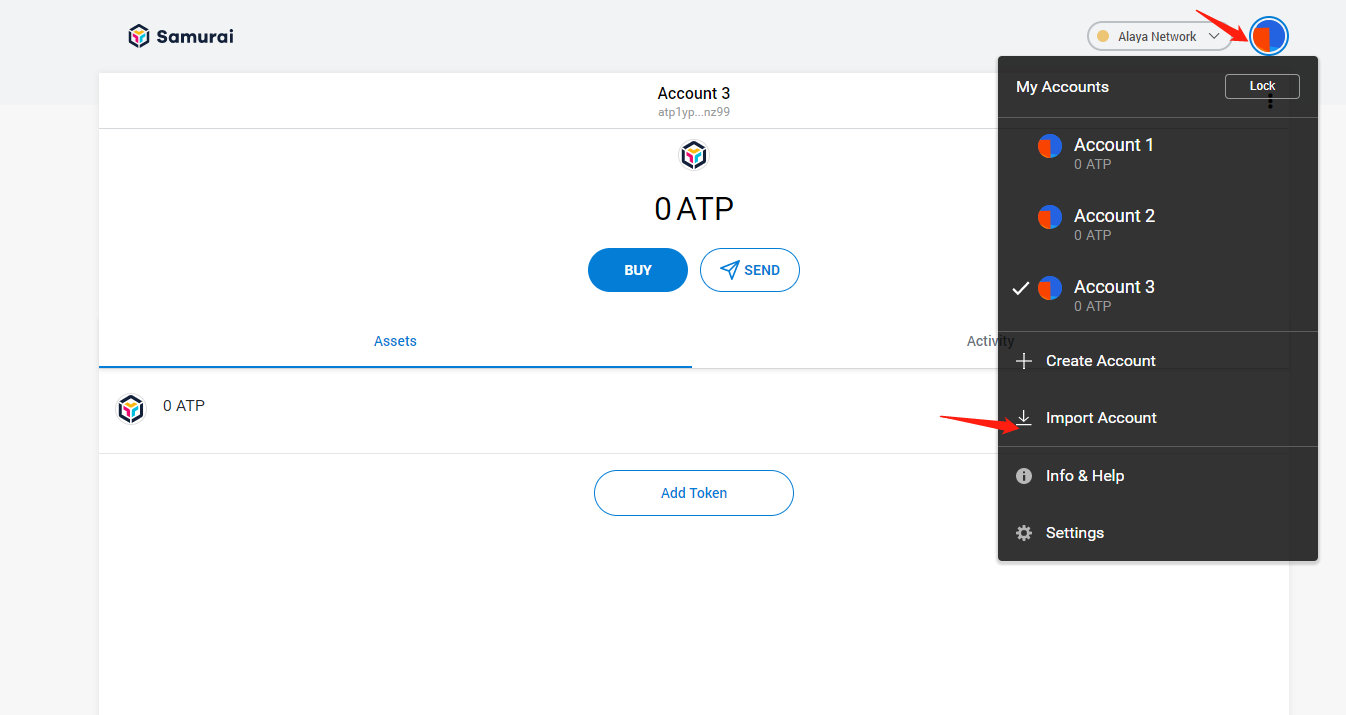 Samurai
Alaya Network
Account 3
atp1yp...nz99
0 ATP
BUY
SEND
Assets
Activity
0 ATP
Add Token
My Accounts
Lock
Account 1
0 ATP
Account 2
0 ATP
Account 3
0 ATP
Create Account
Import Account
Info & Help
Settings